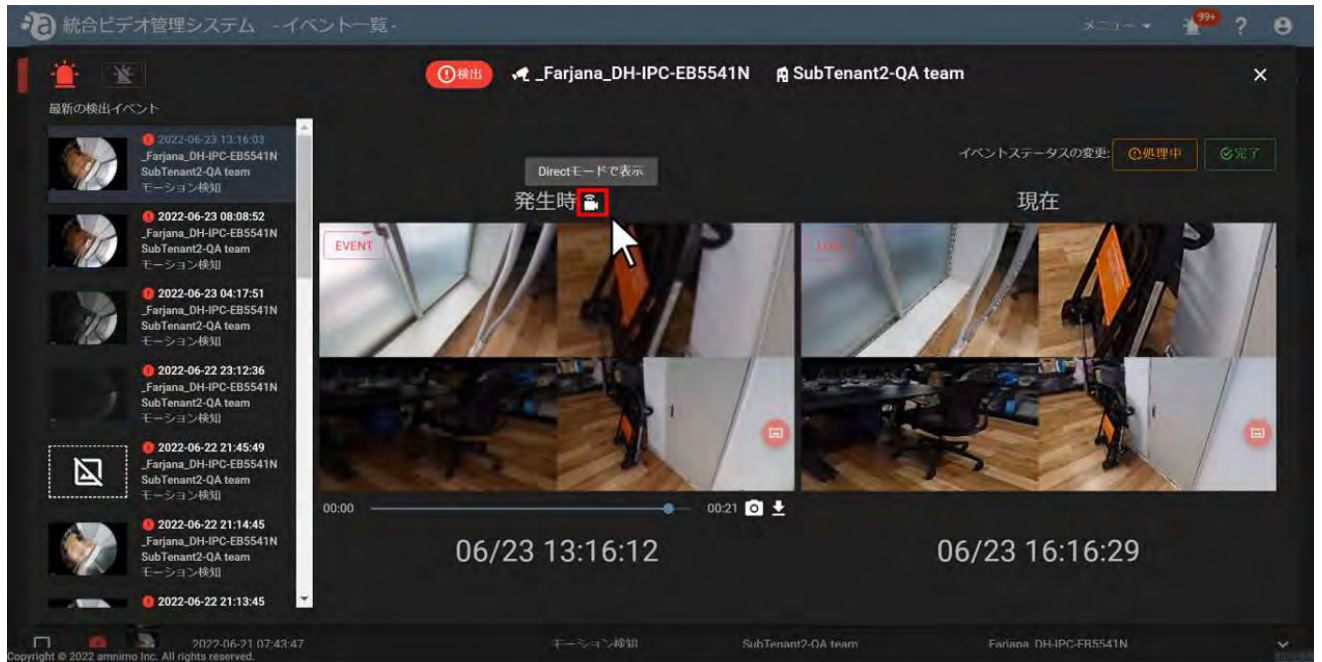 統合ビデオ管理システム - イベント一覧 -
メニュー
99+
?
検出
_Farjana_DH-IPC-EB5541N
SubTenant2-QA team
最新の検出イベント
2022-06-23 13:16:03
_Farjana_DH-IPC-EB5541N
SubTenant2-QA team
モーション検知
2022-06-23 08:08:52
_Farjana_DH-IPC-EB5541N
SubTenant2-QA team
モーション検知
2022-06-23 04:17:51
_Farjana_DH-IPC-EB5541N
SubTenant2-QA team
モーション検知
2022-06-22 23:12:36
_Farjana_DH-IPC-EB5541N
SubTenant2-QA team
モーション検知
2022-06-22 21:45:49
_Farjana_DH-IPC-EB5541N
SubTenant2-QA team
モーション検知
2022-06-22 21:14:45
_Farjana_DH-IPC-EB5541N
SubTenant2-QA team
モーション検知
2022-06-22 21:13:45
イベントステータスの変更:
処理中
完了
Directモードで表示
発生時
現在
EVENT
LIVE
00:00
00:21
06/23 13:16:12
06/23 16:16:29
2022-06-21 07:43:47
モーション検知
SubTenant2-QA team
_Farjana_DH-IPC-EB5541N
Copyright © 2022 amnimo Inc. All rights reserved.